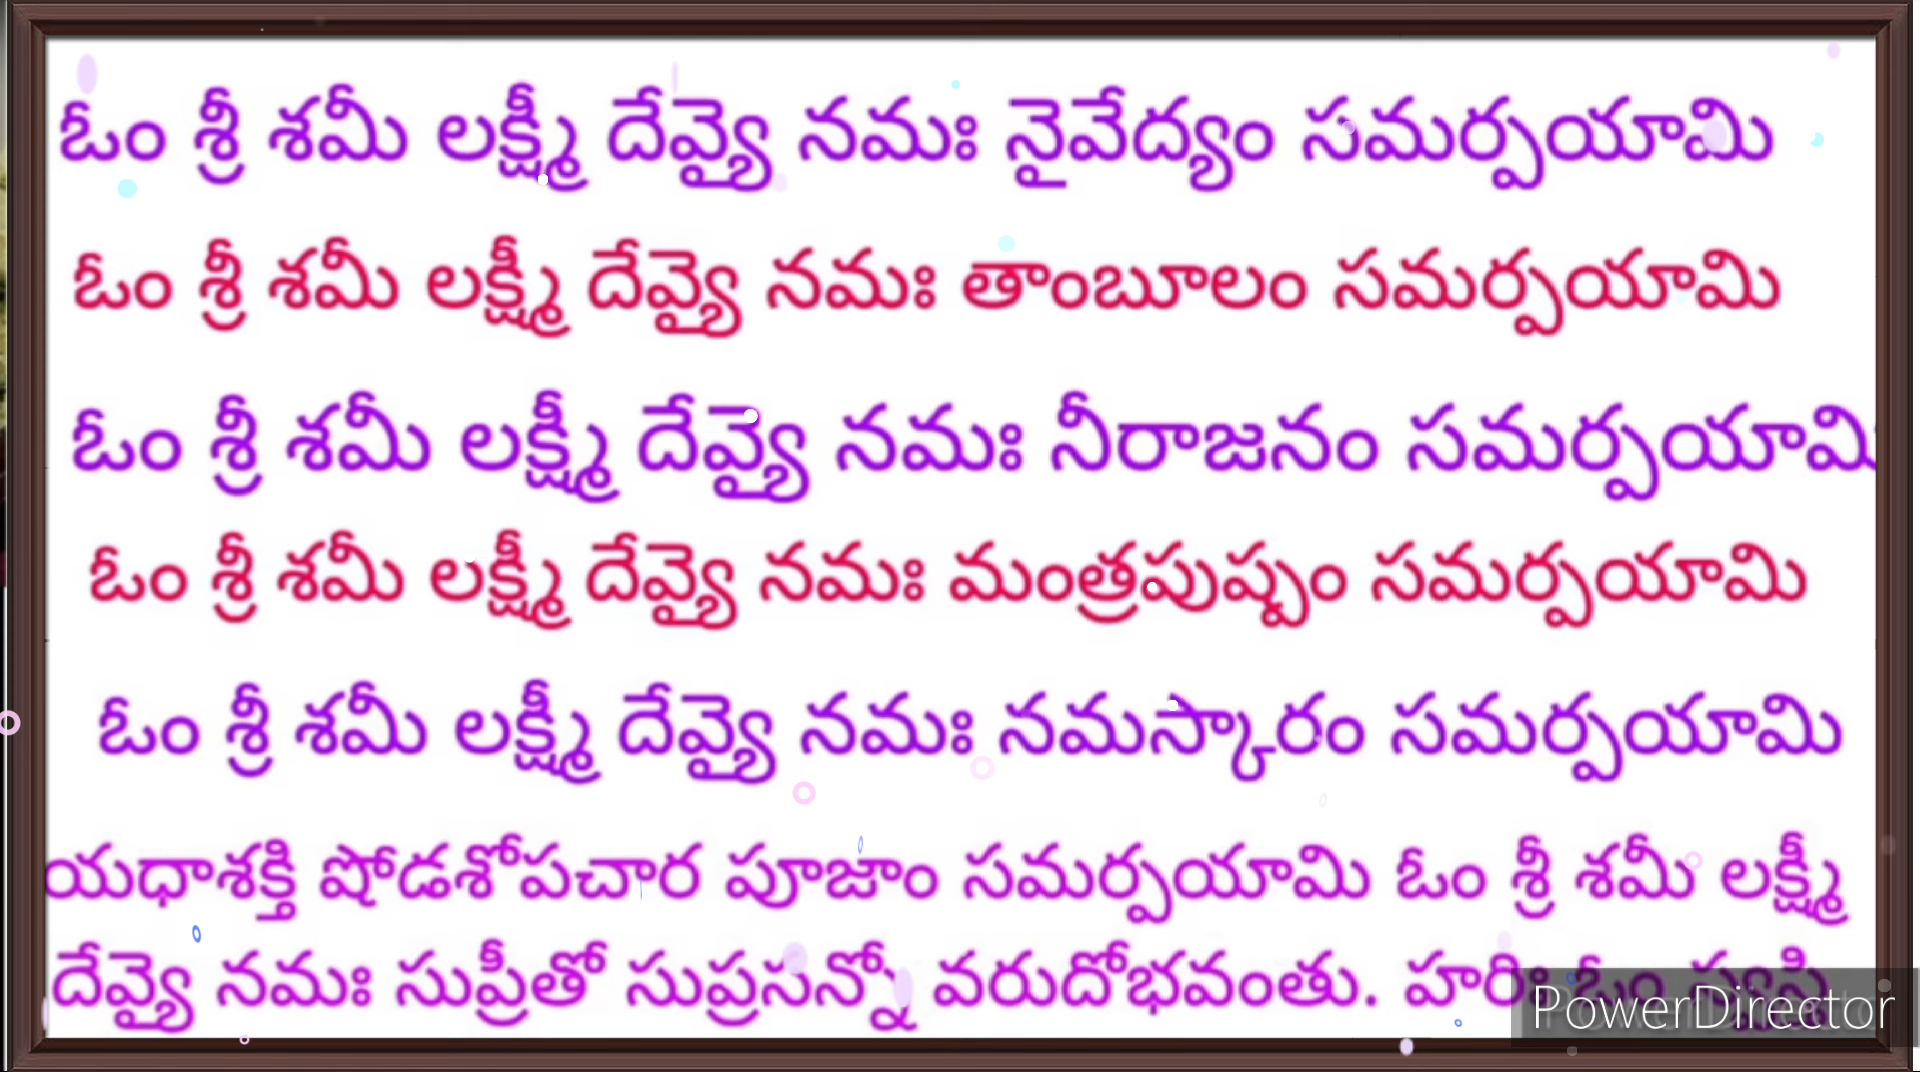 ఓం శ్రీ శమీ లక్ష్మీ దేవ్యై నమః నైవేద్యం సమర్పయామి
ఓం శ్రీ శమీ లక్ష్మీ దేవ్యై నమః తాంబూలం సమర్పయామి
ఓం శ్రీ శమీ లక్ష్మీ దేవ్యై నమః నీరాజనం సమర్పయామి
ఓం శ్రీ శమీ లక్ష్మీ దేవ్యై నమః మంత్రపుష్పం సమర్పయామి
ఓం శ్రీ శమీ లక్ష్మీ దేవ్యై నమః నమస్కారం సమర్పయామి
యధాశక్తి షోడశోపచార పూజాం సమర్పయామి ఓం శ్రీ శమీ లక్ష్మీ
దేవ్యై నమః సుప్రీతో సుప్రసన్నో వరుదోభవంతు. హరిః ఓం
PowerDirector